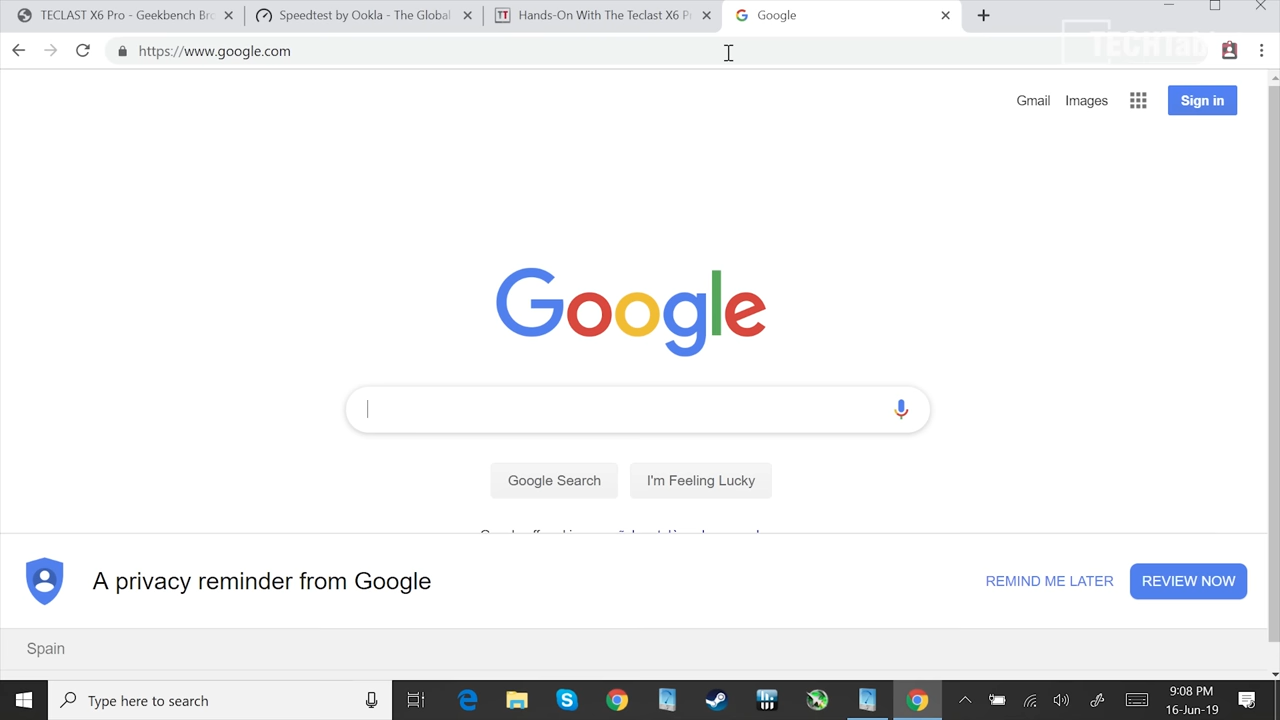 TECLAST X6 Pro - Geekbench Bro
Speedtest by Ookla - The Global
Hands-On With The Teclast X6 P
Google
https://www.google.com
TECHTab
Gmail
Images
Sign in
Google
Google Search
I'm Feeling Lucky
A privacy reminder from Google
REMIND ME LATER
REVIEW NOW
Spain
Type here to search
9:08 PM
16-Jun-19